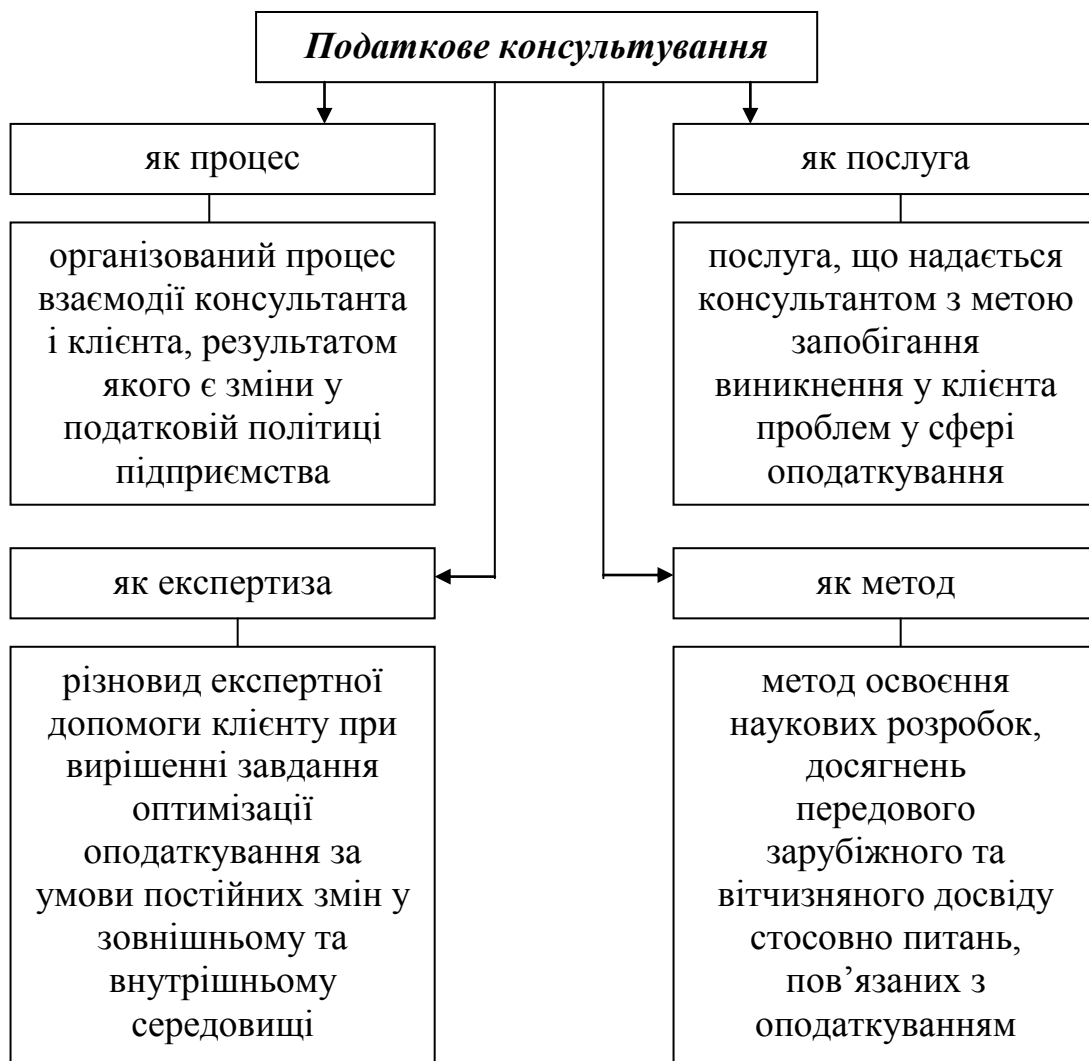 Податкове консультування
як процес
організований процес
взаємодії консультанта
і клієнта, результатом
якого є зміни у
податковій політиці
підприємства
як послуга
послуга, що надається
консультантом з метою
запобігання
виникнення у клієнта
проблем у сфері
оподаткування
як експертиза
різновид експертної
допомоги клієнту при
вирішенні завдання
оптимізації
оподаткування за
умови постійних змін у
зовнішньому та
внутрішньому
середовищі
як метод
метод освоєння
наукових розробок,
досягнень
передового
зарубіжного та
вітчизняного досвіду
стосовно питань,
пов’язаних з
оподаткуванням